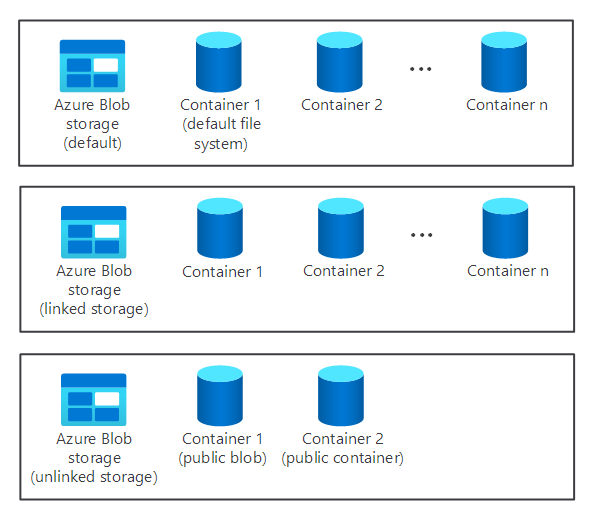 Azure Blob
storage
(default)
Container 1
(default file
system)
Container 2
...
Container n
Azure Blob
storage
(linked storage)
Container 1
Container 2
...
Container n
Azure Blob
storage
(unlinked storage)
Container 1
(public blob)
Container 2
(public container)